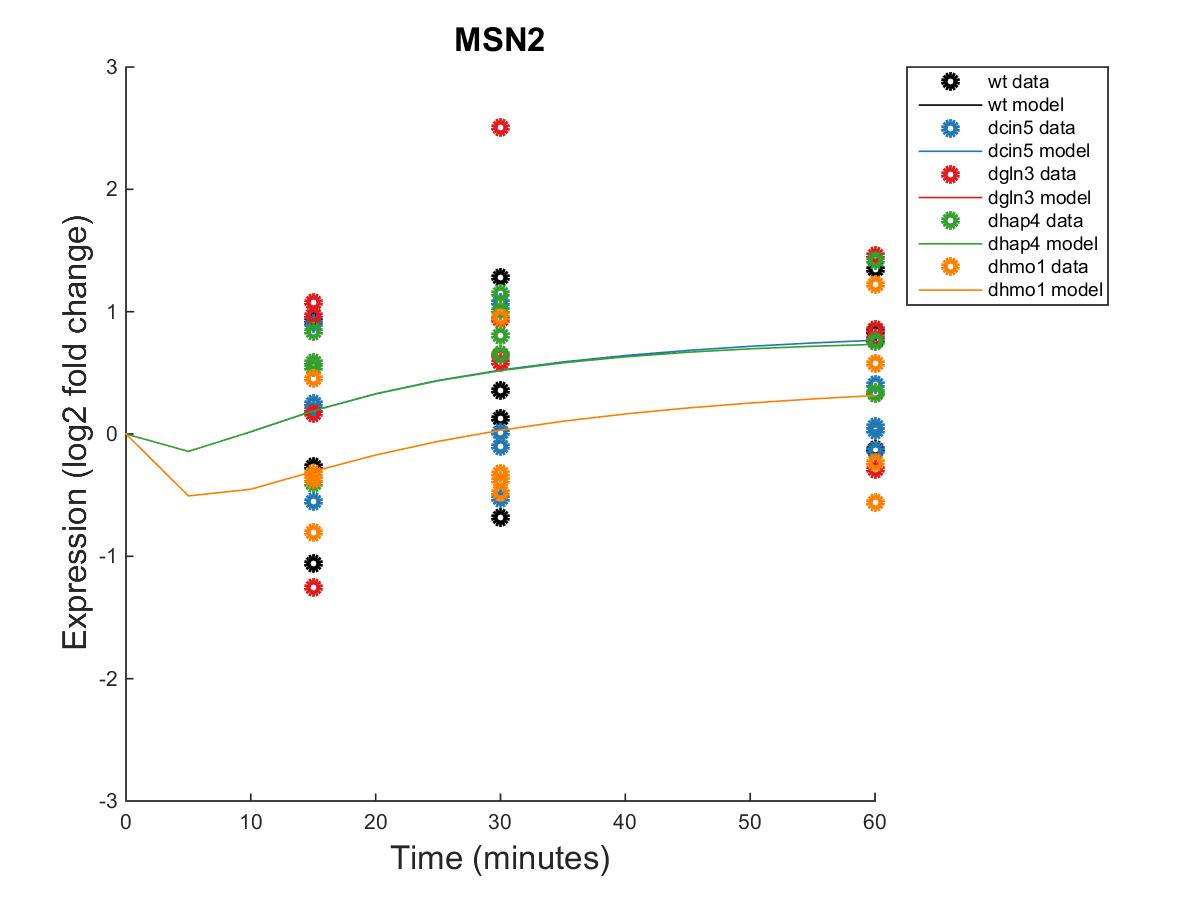 MSN2
3
2
1
0
-1
-2
-3
Expression (log2 fold change)
0 10 20 30 40 50 60
Time (minutes)
wt data
wt model
dcin5 data
dcin5 model
dgln3 data
dgln3 model
dhap4 data
dhap4 model
dhmo1 data
dhmo1 model